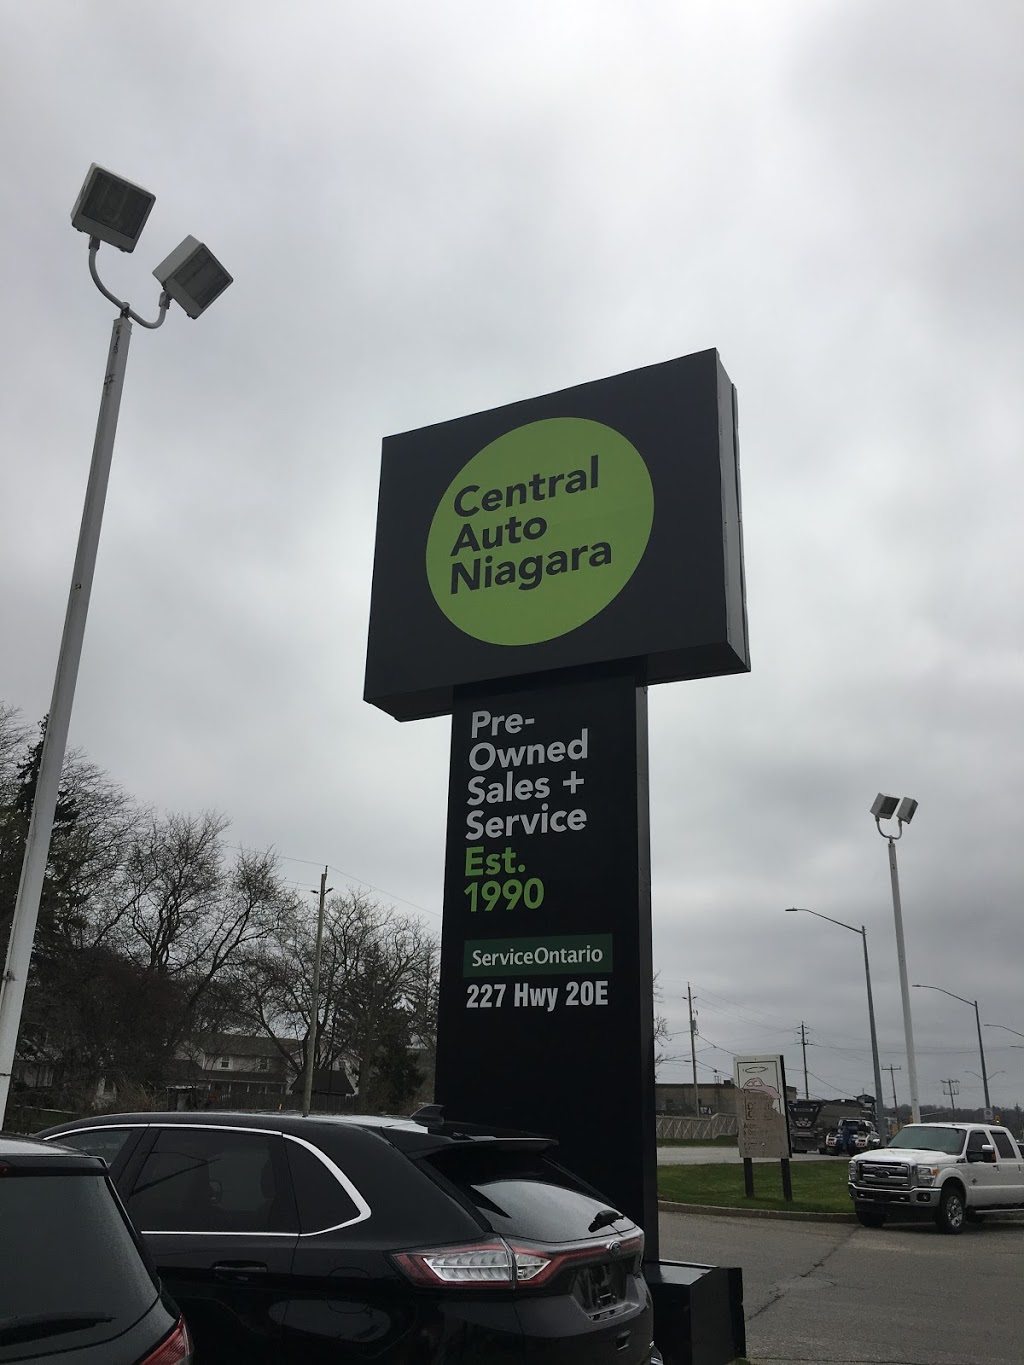 Central
Auto
Niagara
Pre-
Owned
Sales +
Service
Est.
1990
ServiceOntario
227 Hwy 20E